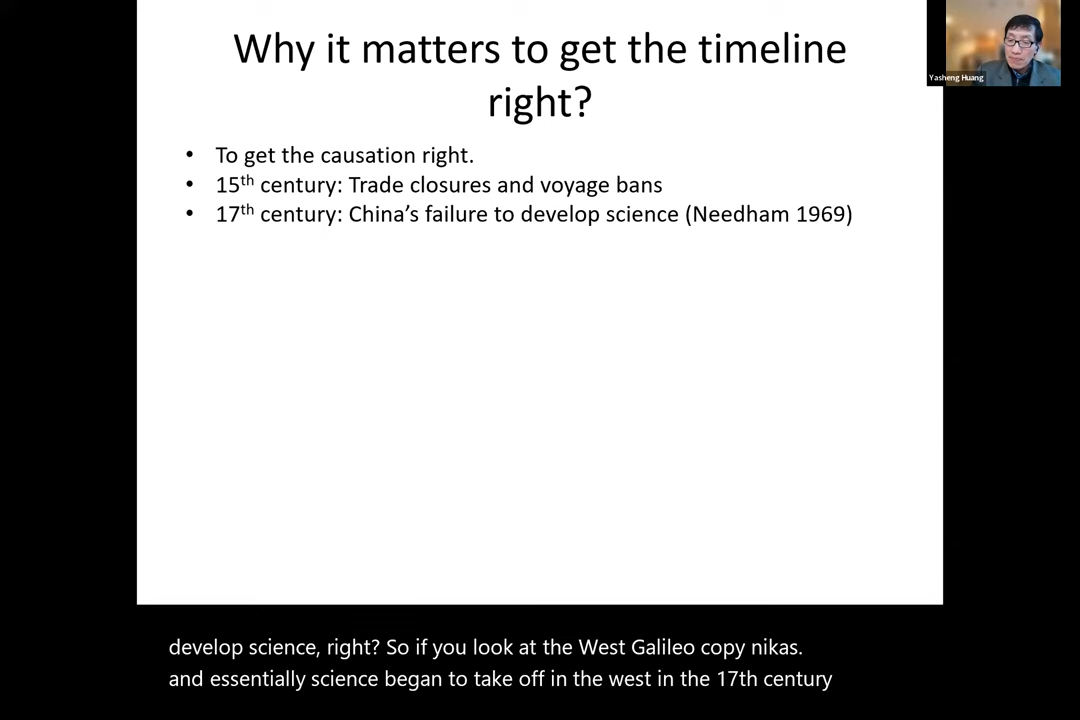 Why it matters to get the timeline
right?
Yasheng Huang
• To get the causation right.
• 15th century: Trade closures and voyage bans
• 17th century: China's failure to develop science (Needham 1969)
develop science, right? So if you look at the West Galileo copy nikas.
and essentially science began to take off in the west in the 17th century